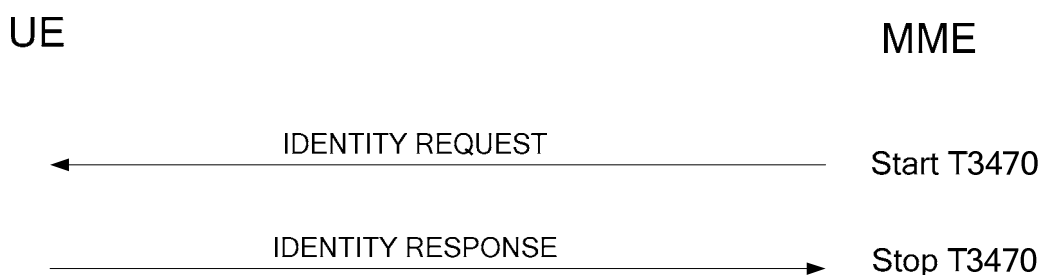 UE
MME
IDENTITY REQUEST
Start T3470
IDENTITY RESPONSE
Stop T3470